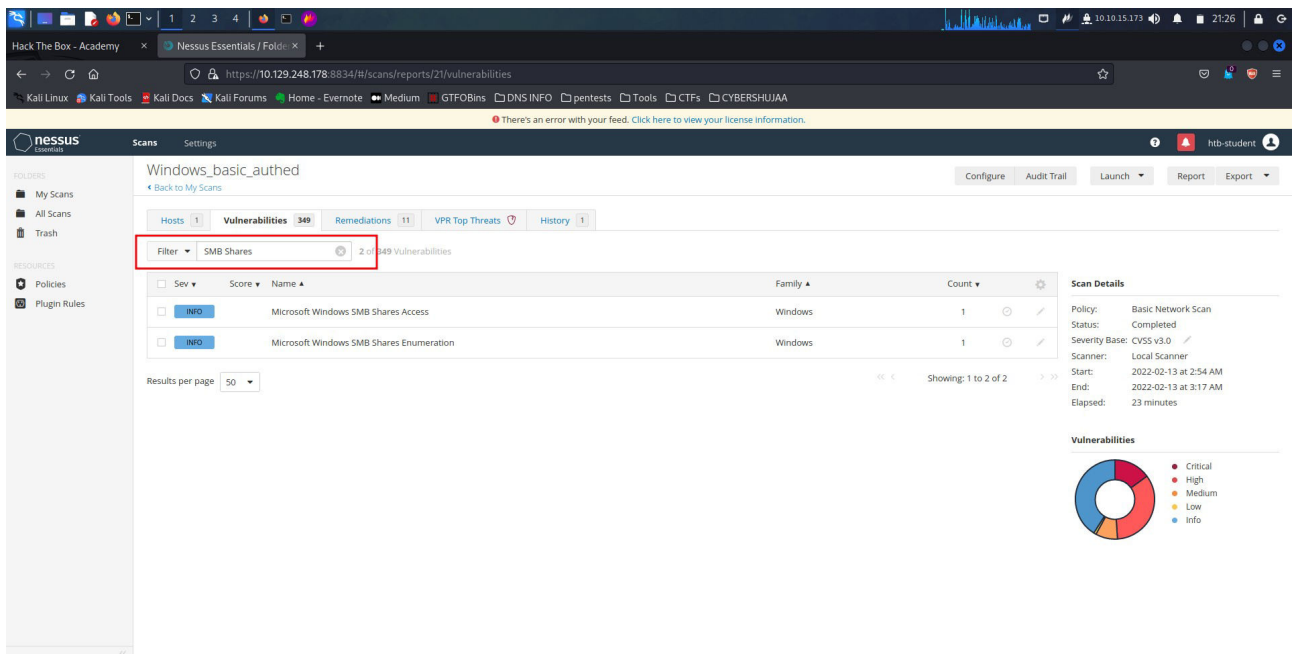 1 2 3 4 10.10.15.173 21:26
Hack The Box - Academy × Nessus Essentials / Folde × +
https://10.129.248.178:8834/#/scans/reports/21/vulnerabilities
Kali Linux Kali Tools Kali Docs Kali Forums Home - Evernote Medium GTFOBins DNS INFO pentests Tools CTFs CYBERSHUJAA
There's an error with your feed. Click here to view your license information.
nessus Essentials Scans Settings htb-student
FOLDERS
My Scans
All Scans
Trash
RESOURCES
Policies
Plugin Rules
Windows_basic_authed
Back to My Scans
Configure Audit Trail Launch Report Export
Hosts 1 Vulnerabilities 349 Remediations 11 VPR Top Threats History 1
Filter SMB Shares 2 of 349 Vulnerabilities
Sev Score Name Family Count
INFO Microsoft Windows SMB Shares Access Windows 1
INFO Microsoft Windows SMB Shares Enumeration Windows 1
Results per page 50 Showing: 1 to 2 of 2
Scan Details
Policy: Basic Network Scan
Status: Completed
Severity Base: CVSS v3.0
Scanner: Local Scanner
Start: 2022-02-13 at 2:54 AM
End: 2022-02-13 at 3:17 AM
Elapsed: 23 minutes
Vulnerabilities
Critical
High
Medium
Low
Info